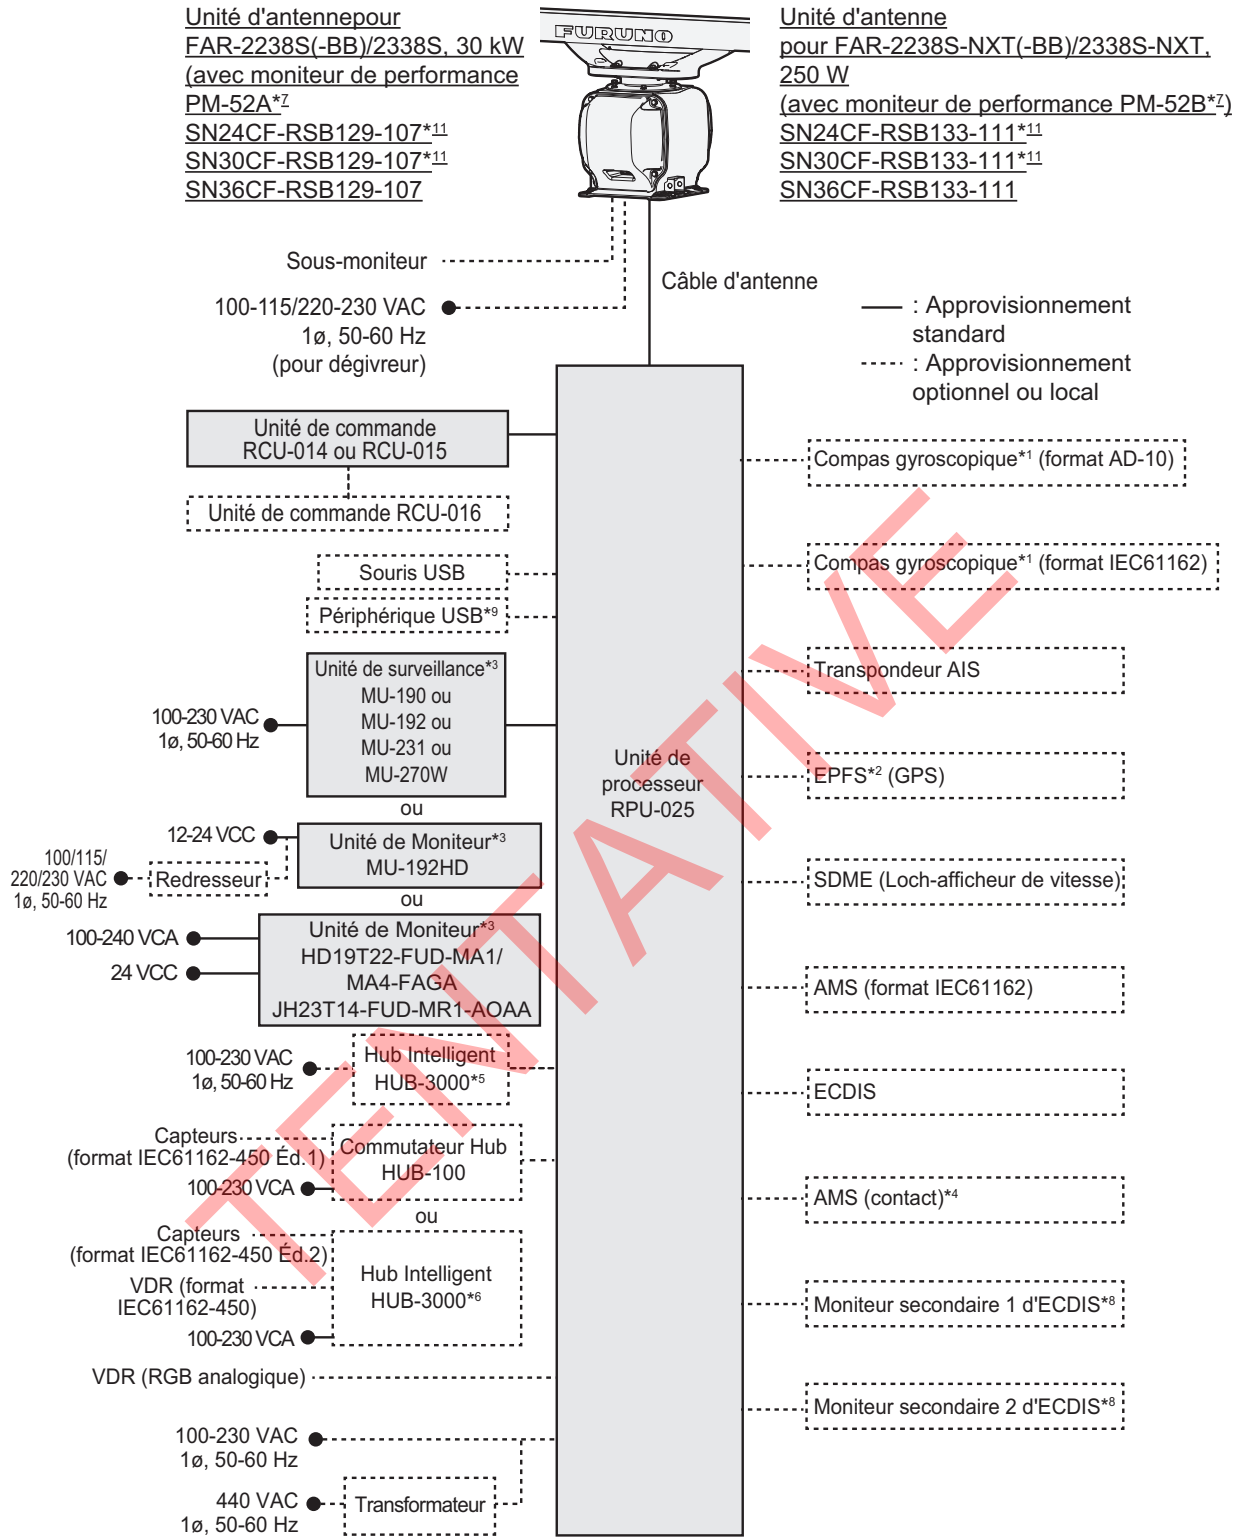 Unité d'antennepour
FAR-2238S(-BB)/2338S, 30 kW
(avec moniteur de performance
PM-52A*7
SN24CF-RSB129-107*11
SN30CF-RSB129-107*11
SN36CF-RSB129-107
FURUNO
Unité d'antenne
pour FAR-2238S-NXT(-BB)/2338S-NXT,
250 W
(avec moniteur de performance PM-52B*7)
SN24CF-RSB133-111*11
SN30CF-RSB133-111*11
SN36CF-RSB133-111
Sous-moniteur
100-115/220-230 VAC
1ø, 50-60 Hz
(pour dégivreur)
Câble d'antenne
: Approvisionnement
standard
: Approvisionnement
optionnel ou local
Unité de commande
RCU-014 ou RCU-015
Unité de commande RCU-016
Souris USB
Périphérique USB*9
Unité de surveillance*3
MU-190 ou
MU-192 ou
MU-231 ou
MU-270W
100-230 VAC
1ø, 50-60 Hz
ou
12-24 VCC
Unité de Moniteur*3
MU-192HD
100/115/
220/230 VAC
1ø, 50-60 Hz
Redresseur
ou
100-240 VCA
24 VCC
Unité de Moniteur*3
HD19T22-FUD-MA1/
MA4-FAGA
JH23T14-FUD-MR1-AOAA
100-230 VAC
1ø, 50-60 Hz
Hub Intelligent
HUB-3000*5
Capteurs
(format IEC61162-450 Éd.1)
100-230 VCA
Commutateur Hub
HUB-100
ou
Capteurs
(format IEC61162-450 Éd.2)
VDR (format
IEC61162-450)
100-230 VCA
Hub Intelligent
HUB-3000*6
VDR (RGB analogique)
100-230 VAC
1ø, 50-60 Hz
440 VAC
1ø, 50-60 Hz
Transformateur
Unité de
processeur
RPU-025
Compas gyroscopique*1 (format AD-10)
Compas gyroscopique*1 (format IEC61162)
Transpondeur AIS
EPFS*2 (GPS)
SDME (Loch-afficheur de vitesse)
AMS (format IEC61162)
ECDIS
AMS (contact)*4
Moniteur secondaire 1 d'ECDIS*8
Moniteur secondaire 2 d'ECDIS*8
TENTATIVE